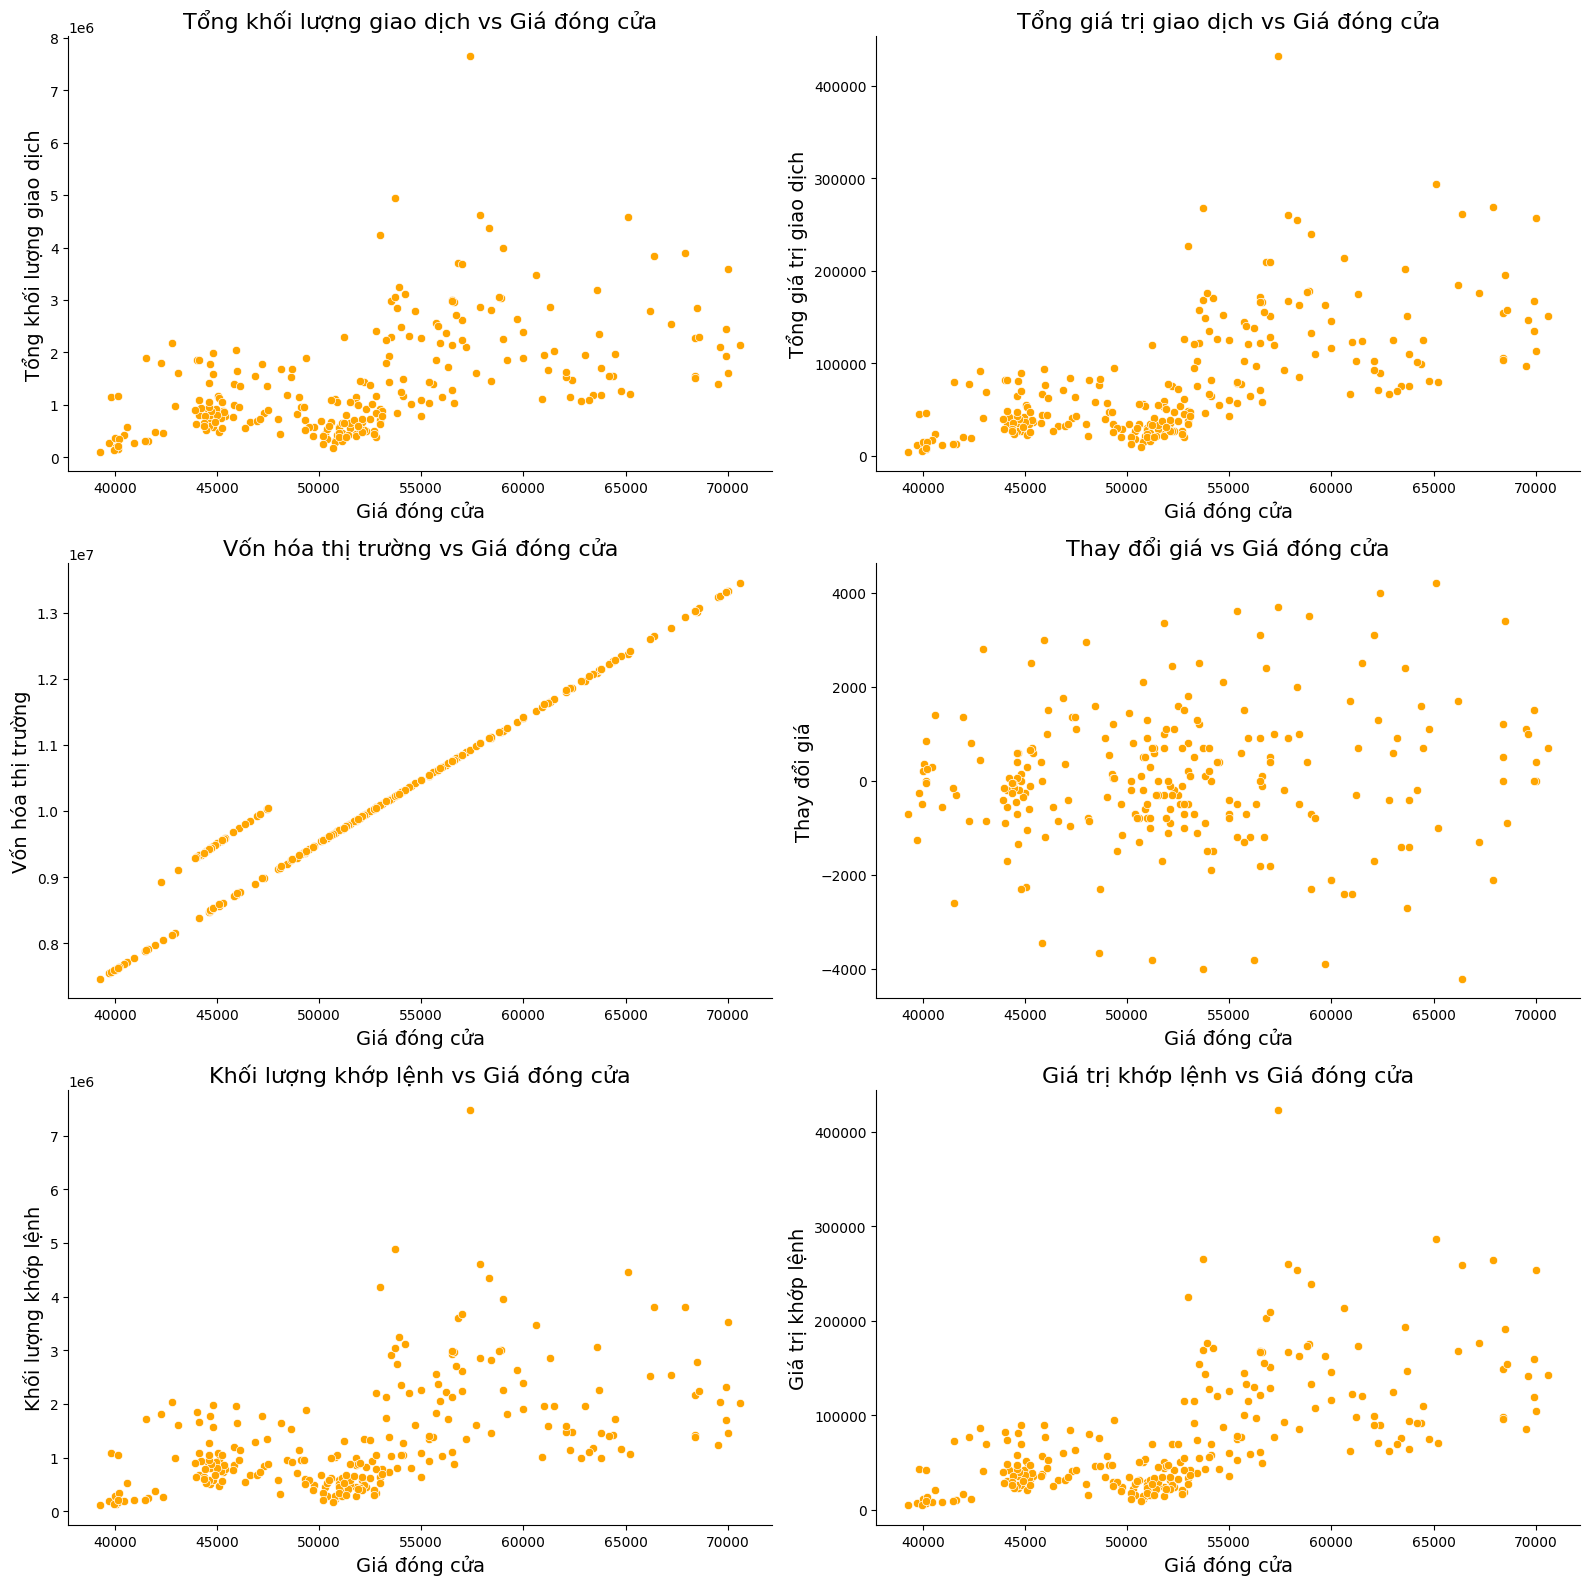 Tổng khối lượng giao dịch vs Giá đóng cửa
1e6
8
7
6
5
4
3
2
1
0
Tổng khối lượng giao dịch
40000 45000 50000 55000 60000 65000 70000
Giá đóng cửa
Tổng giá trị giao dịch vs Giá đóng cửa
400000
300000
200000
100000
0
Tổng giá trị giao dịch
40000 45000 50000 55000 60000 65000 70000
Giá đóng cửa
Vốn hóa thị trường vs Giá đóng cửa
1e7
1.3
1.2
1.1
1.0
0.9
0.8
Vốn hóa thị trường
40000 45000 50000 55000 60000 65000 70000
Giá đóng cửa
Thay đổi giá vs Giá đóng cửa
4000
2000
0
−2000
−4000
Thay đổi giá
40000 45000 50000 55000 60000 65000 70000
Giá đóng cửa
Khối lượng khớp lệnh vs Giá đóng cửa
1e6
7
6
5
4
3
2
1
0
Khối lượng khớp lệnh
40000 45000 50000 55000 60000 65000 70000
Giá đóng cửa
Giá trị khớp lệnh vs Giá đóng cửa
400000
300000
200000
100000
0
Giá trị khớp lệnh
40000 45000 50000 55000 60000 65000 70000
Giá đóng cửa